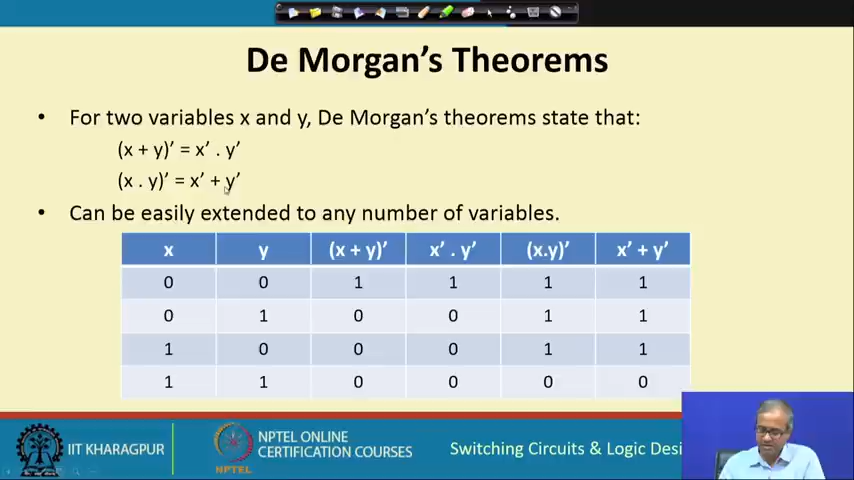 De Morgan's Theorems
• For two variables x and y, De Morgan's theorems state that:
(x + y)' = x' . y'
(x . y)' = x' + y'
• Can be easily extended to any number of variables.
x y (x + y)' x' . y' (x.y)' x' + y'
0 0 1 1 1 1
0 1 0 0 1 1
1 0 0 0 1 1
1 1 0 0 0 0
IIT KHARAGPUR
NPTEL
NPTEL ONLINE
CERTIFICATION COURSES
Switching Circuits & Logic Desi